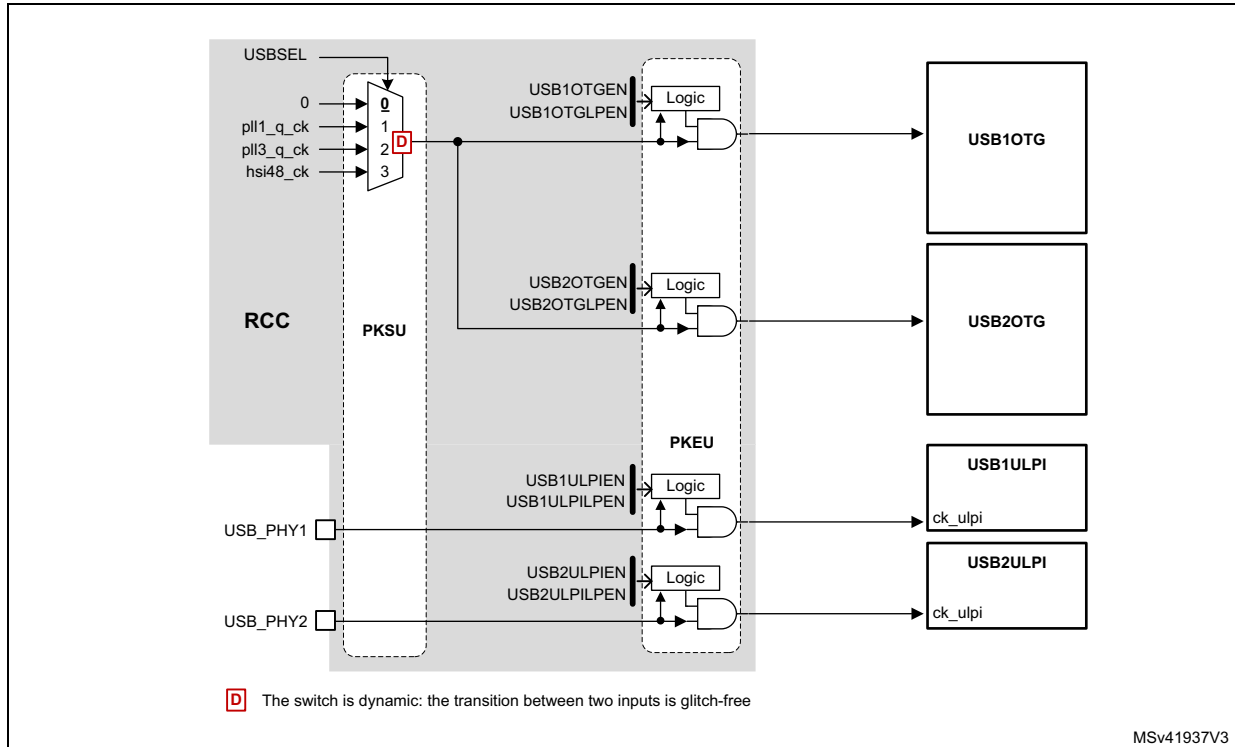 USBSEL
0
pll1_q_ck
pll3_q_ck
hsi48_ck
0
1
2
3
D
RCC
PKSU
USB1OTGEN
USB1OTGLPEN
Logic
USB1OTG
USB2OTGEN
USB2OTGLPEN
Logic
USB2OTG
PKEU
USB1ULPIEN
USB1ULPILPEN
Logic
USB_PHY1
USB1ULPI
ck_ulpi
USB2ULPIEN
USB2ULPILPEN
Logic
USB_PHY2
USB2ULPI
ck_ulpi
D The switch is dynamic: the transition between two inputs is glitch-free
MSv41937V3